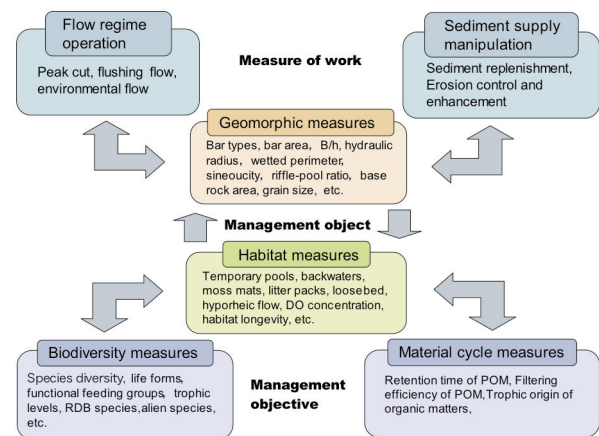 Flow regime
operation
Peak cut, flushing flow,
environmental flow
Measure of work
Sediment supply
manipulation
Sediment replenishment,
Erosion control and
enhancement
Geomorphic measures
Bar types, bar area, B/h, hydraulic
radius, wetted perimeter,
sineoucity, riffle-pool ratio, base
rock area, grain size, etc.
Management object
Habitat measures
Temporary pools, backwaters,
moss mats, litter packs, loosebed,
hyporheic flow, DO concentration,
habitat longevity, etc.
Biodiversity measures
Species diversity, life forms,
functional feeding groups, trophic
levels, RDB species,alien species,
etc.
Management
objective
Material cycle measures
Retention time of POM, Filtering
efficiency of POM,Trophic origin of
organic matters,